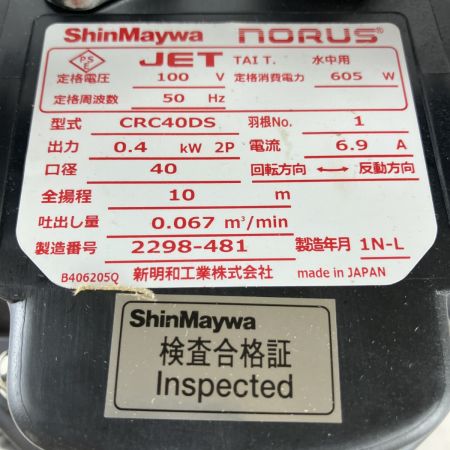 ShinMaywa norus®
PS E JET TAI T. 水中用
定格電圧 100 V 定格消費電力 605 W
定格周波数 50 Hz
型式 CRC40DS 羽根No. 1
出力 0.4 kW 2P 電流 6.9 A
口径 40 回転方向 ←→ 反動方向
全揚程 10 m
吐出し量 0.067 m³/min
製造番号 2298-481 製造年月 1N-L
B406205Q 新明和工業株式会社 made in JAPAN
ShinMaywa
検査合格証
Inspected